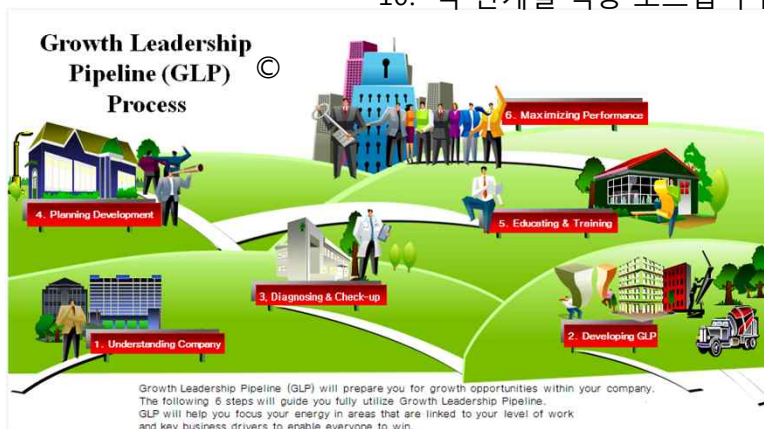 Growth Leadership
Pipeline (GLP) ©
Process
6. Maximizing Performance
4. Planning Development
5. Educating & Training
3, Diagnosing & Check-up
1. Understanding Company
2. Developing GLP
Growth Leadership Pipeline (GLP) will prepare you for growth opportunities within your company.
The following 6 steps will guide you fully utilize Growth Leadership Pipeline.
GLP will help you focus your energy in areas that are linked to your level of work
and key business drivers to enable everyone to win.